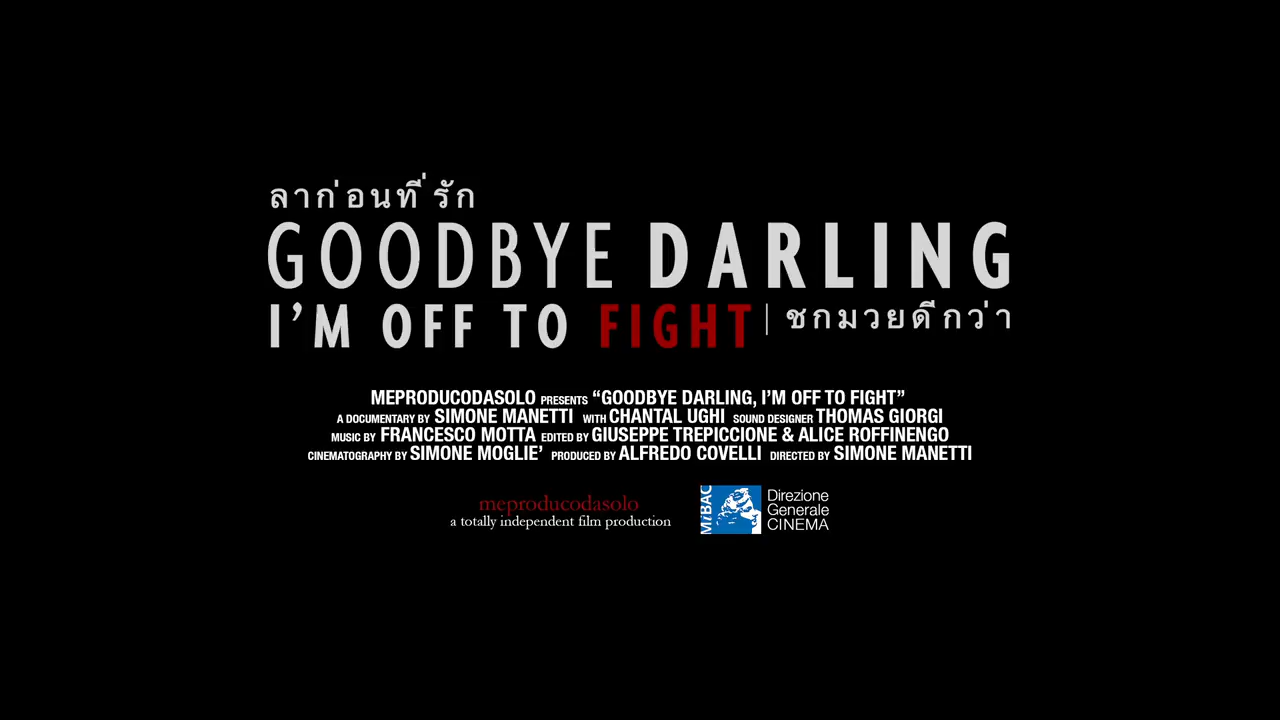 ลาก่อนที่รัก
GOODBYE DARLING
I'M OFF TO FIGHT | ชกมวยดีกว่า
MEPRODUCODASOLO PRESENTS “GOODBYE DARLING, I'M OFF TO FIGHT”
A DOCUMENTARY BY SIMONE MANETTI WITH CHANTAL UGHI SOUND DESIGNER THOMAS GIORGI
MUSIC BY FRANCESCO MOTTA EDITED BY GIUSEPPE TREPICCIONE & ALICE ROFFINENGO
CINEMATOGRAPHY BY SIMONE MOGLIE' PRODUCED BY ALFREDO COVELLI DIRECTED BY SIMONE MANETTI
meproducodasolo
a totally independent film production
MiBAC
Direzione
Generale
CINEMA